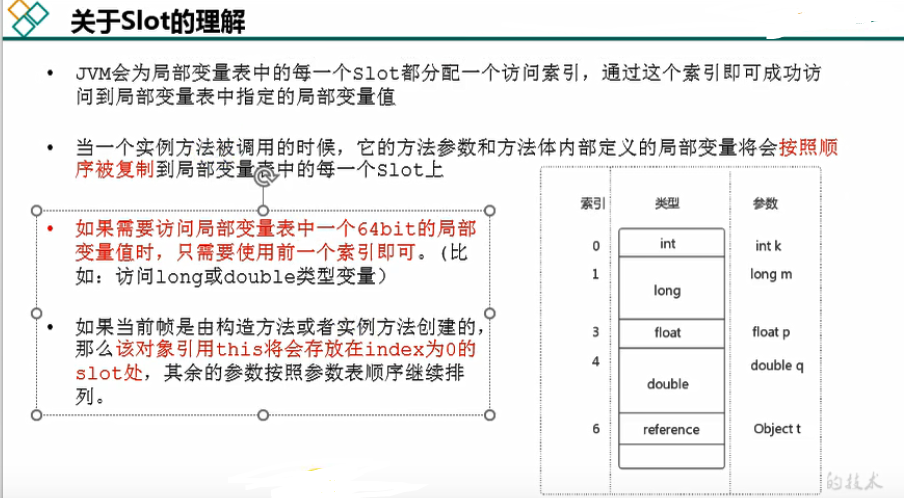 关于Slot的理解
• JVM会为局部变量表中的每一个Slot都分配一个访问索引，通过这个索引即可成功访
问到局部变量表中指定的局部变量值
• 当一个实例方法被调用的时候，它的方法参数和方法体内部定义的局部变量将会按照顺
序被复制到局部变量表中的每一个Slot上
• 如果需要访问局部变量表中一个64bit的局部
变量值时，只需要使用前一个索引即可。(比
如：访问long或double类型变量）
• 如果当前帧是由构造方法或者实例方法创建的，
那么该对象引用this将会存放在index为0的
slot处，其余的参数按照参数表顺序继续排
列。
索引 类型 参数
0 int int k
1 long long m
3 float float p
4 double double q
6 reference Object t
的技术